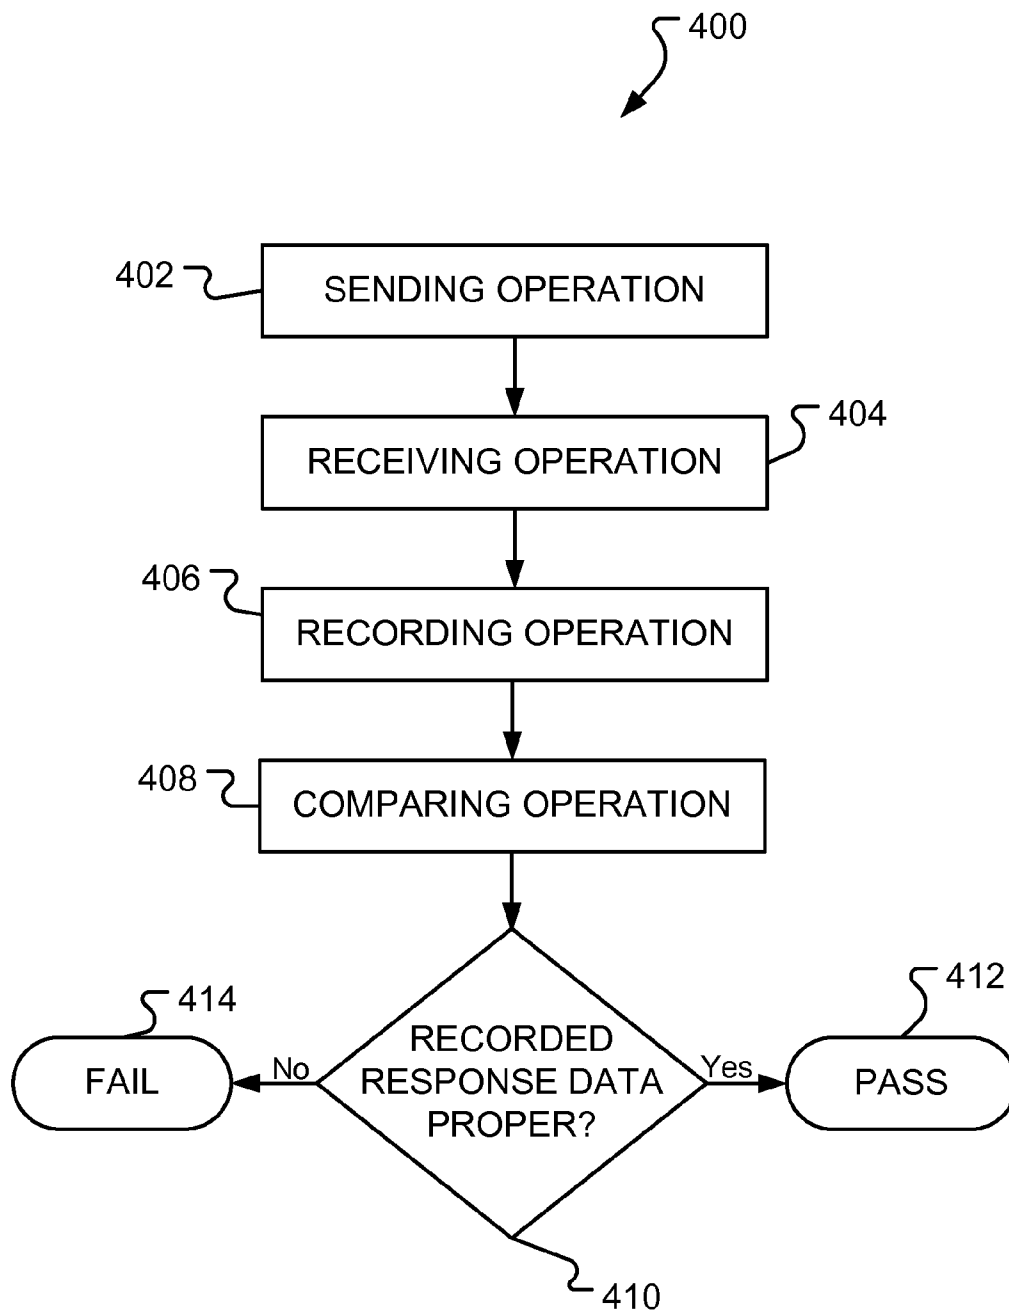 400
402
SENDING OPERATION
404
RECEIVING OPERATION
406
RECORDING OPERATION
408
COMPARING OPERATION
414
412
FAIL
No
RECORDED
RESPONSE DATA
PROPER?
Yes
PASS
410